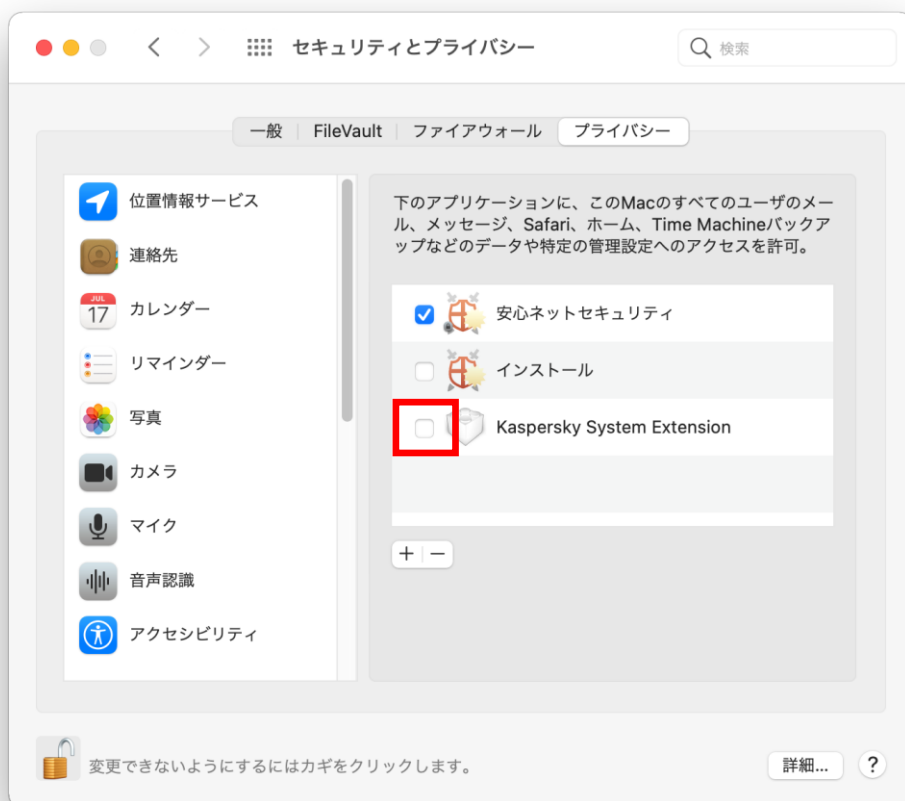 セキュリティとプライバシー
検索
一般
FileVault
ファイアウォール
プライバシー
位置情報サービス
連絡先
JUL
17
カレンダー
リマインダー
写真
カメラ
マイク
音声認識
アクセシビリティ
下のアプリケーションに、このMacのすべてのユーザのメー
ル、メッセージ、Safari、ホーム、Time Machineバックア
ップなどのデータや特定の管理設定へのアクセスを許可。
安心ネットセキュリティ
インストール
Kaspersky System Extension
+ −
変更できないようにするにはカギをクリックします。
詳細...
?